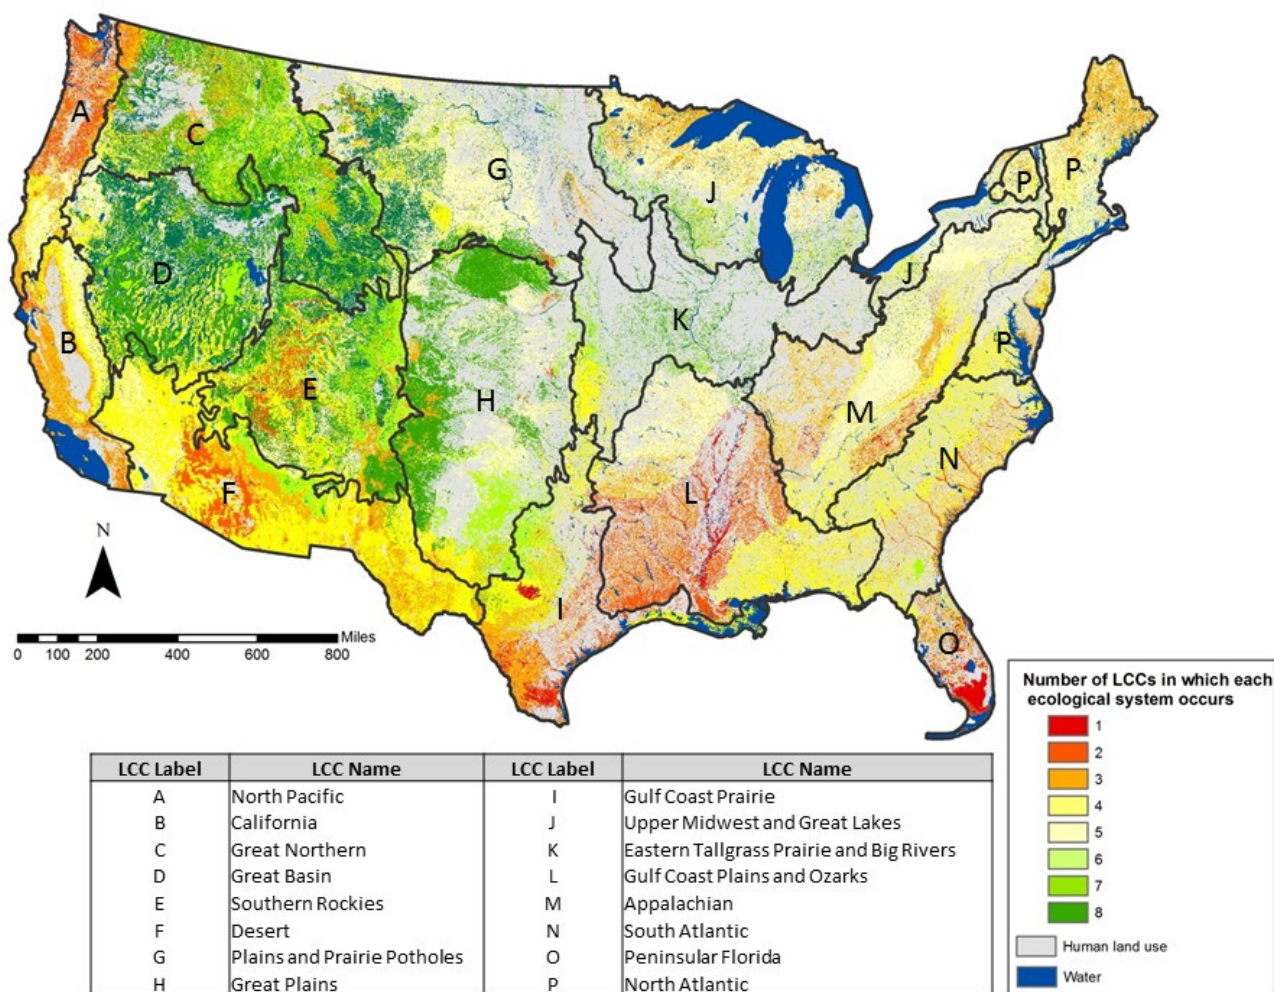 A
C
G
J
P
P
D
J
B
K
P
E
H
M
F
L
N
I
O
N
Miles
0 100 200 400 600 800
Number of LCCs in which each
ecological system occurs
1
2
3
4
5
6
7
8
Human land use
Water
LCC Label LCC Name LCC Label LCC Name
A North Pacific I Gulf Coast Prairie
B California J Upper Midwest and Great Lakes
C Great Northern K Eastern Tallgrass Prairie and Big Rivers
D Great Basin L Gulf Coast Plains and Ozarks
E Southern Rockies M Appalachian
F Desert N South Atlantic
G Plains and Prairie Potholes O Peninsular Florida
H Great Plains P North Atlantic